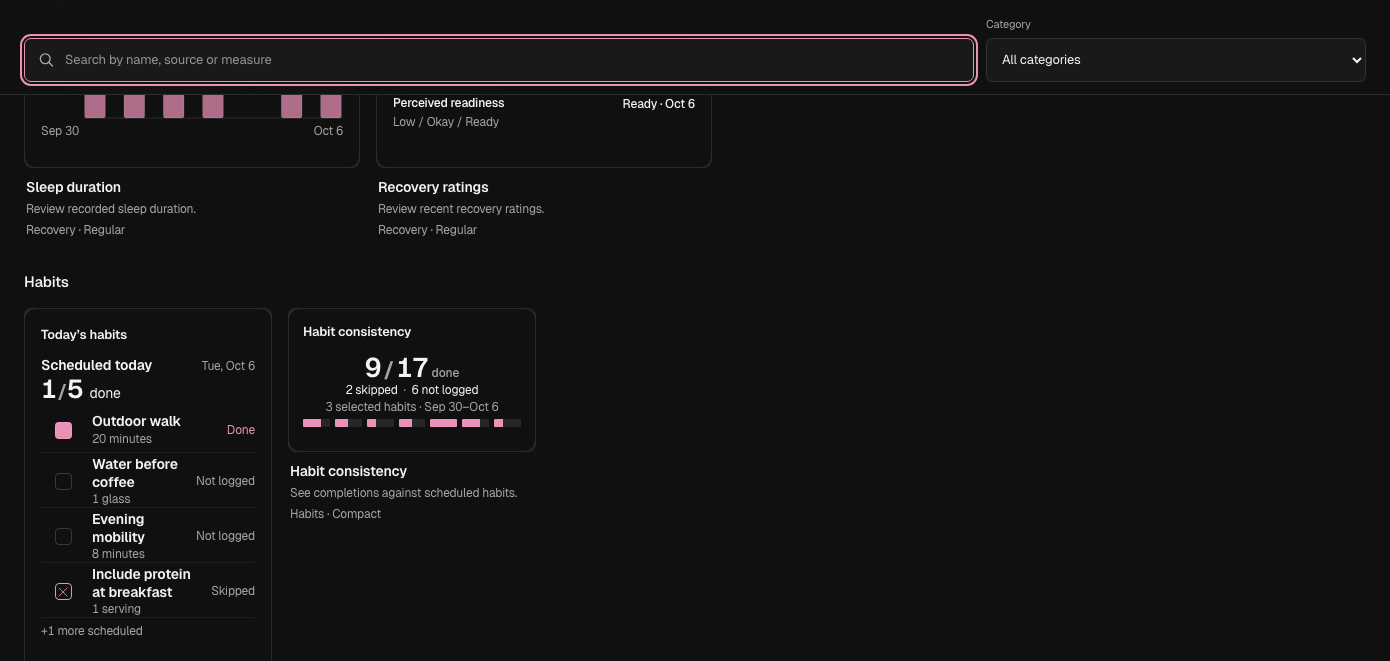 Category
Search by name, source or measure
All categories
Sep 30
Oct 6
Perceived readiness
Ready · Oct 6
Low / Okay / Ready
Sleep duration
Review recorded sleep duration.
Recovery · Regular
Recovery ratings
Review recent recovery ratings.
Recovery · Regular
Habits
Today's habits
Scheduled today
Tue, Oct 6
1/5 done
Outdoor walk
20 minutes
Done
Water before
coffee
1 glass
Not logged
Evening
mobility
8 minutes
Not logged
Include protein
at breakfast
1 serving
Skipped
+1 more scheduled
Habit consistency
9/17 done
2 skipped · 6 not logged
3 selected habits · Sep 30–Oct 6
Habit consistency
See completions against scheduled habits.
Habits · Compact